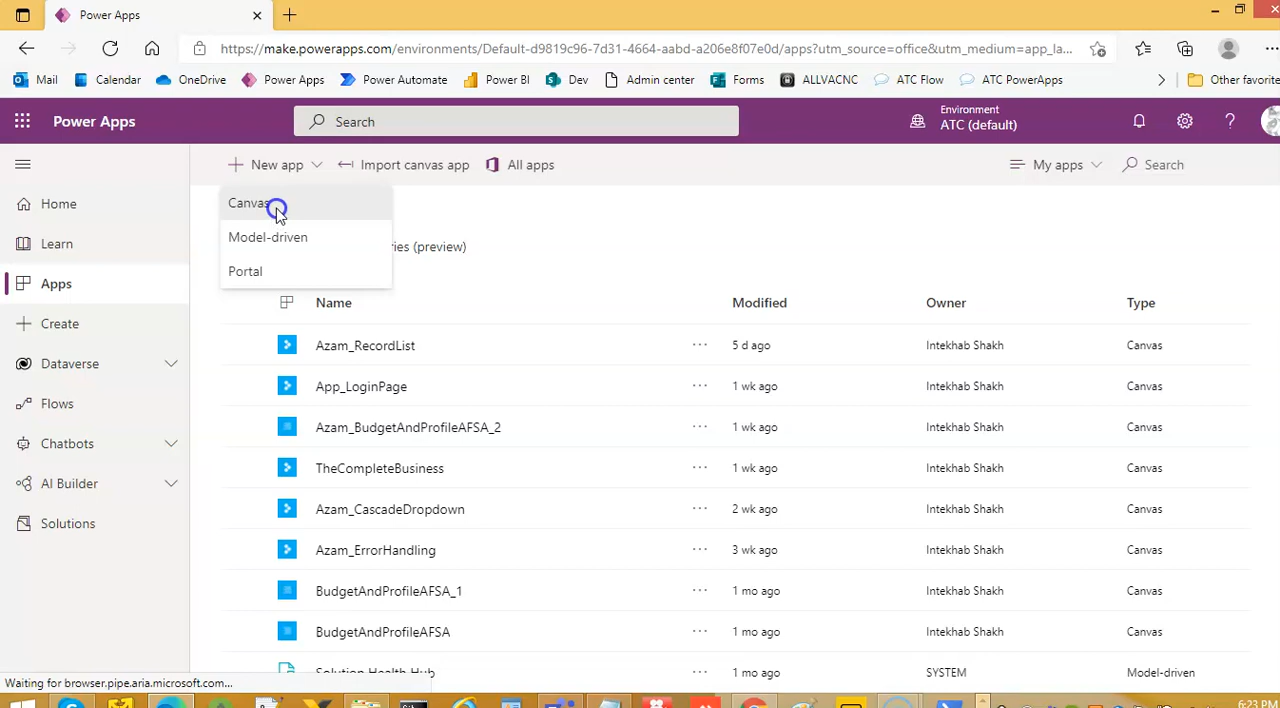 Power Apps
https://make.powerapps.com/environments/Default-d9819c96-7d31-4664-aabd-a206e8f07e0d/apps?utm_source=office&utm_medium=app_la...
Mail Calendar OneDrive Power Apps Power Automate Power BI Dev Admin center Forms ALLVACNC ATC Flow ATC PowerApps Other favorite
Power Apps Search Environment
ATC (default)
New app Import canvas app All apps My apps Search
Home
Learn
Apps
Create
Dataverse
Flows
Chatbots
AI Builder
Solutions
Canvas
Model-driven
Portal
ries (preview)
Name Modified Owner Type
Azam_RecordList ... 5 d ago Intekhab Shakh Canvas
App_LoginPage ... 1 wk ago Intekhab Shakh Canvas
Azam_BudgetAndProfileAFSA_2 ... 1 wk ago Intekhab Shakh Canvas
TheCompleteBusiness ... 1 wk ago Intekhab Shakh Canvas
Azam_CascadeDropdown ... 2 wk ago Intekhab Shakh Canvas
Azam_ErrorHandling ... 3 wk ago Intekhab Shakh Canvas
BudgetAndProfileAFSA_1 ... 1 mo ago Intekhab Shakh Canvas
BudgetAndProfileAFSA ... 1 mo ago Intekhab Shakh Canvas
Solution Health Hub ... 1 mo ago SYSTEM Model-driven
Waiting for browser.pipe.aria.microsoft.com...
6:23 PM